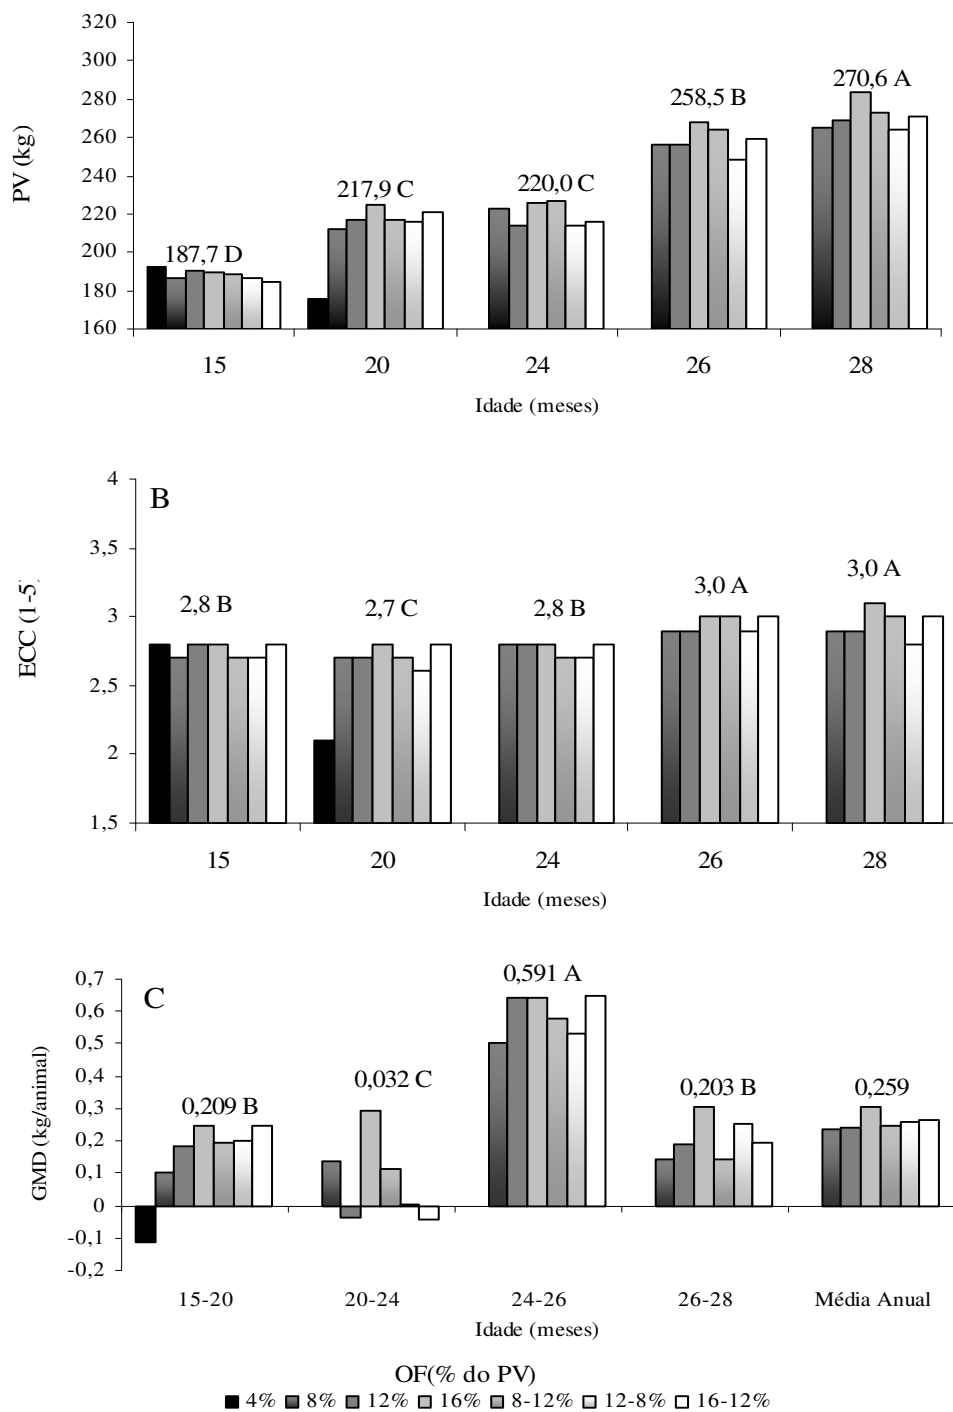 320
300
280
260
240
220
200
180
160
PV (kg)
187,7 D
217,9 C
220,0 C
258,5 B
270,6 A
15 20 24 26 28
Idade (meses)
B
4
3,5
3
2,5
2
1,5
ECC (1-5)
2,8 B
2,7 C
2,8 B
3,0 A
3,0 A
15 20 24 26 28
Idade (meses)
C
0,7
0,6
0,5
0,4
0,3
0,2
0,1
0
-0,1
-0,2
GMD (kg/animal)
0,209 B
0,032 C
0,591 A
0,203 B
0,259
15-20 20-24 24-26 26-28 Média Anual
Idade (meses)
OF(% do PV)
4% 8% 12% 16% 8-12% 12-8% 16-12%